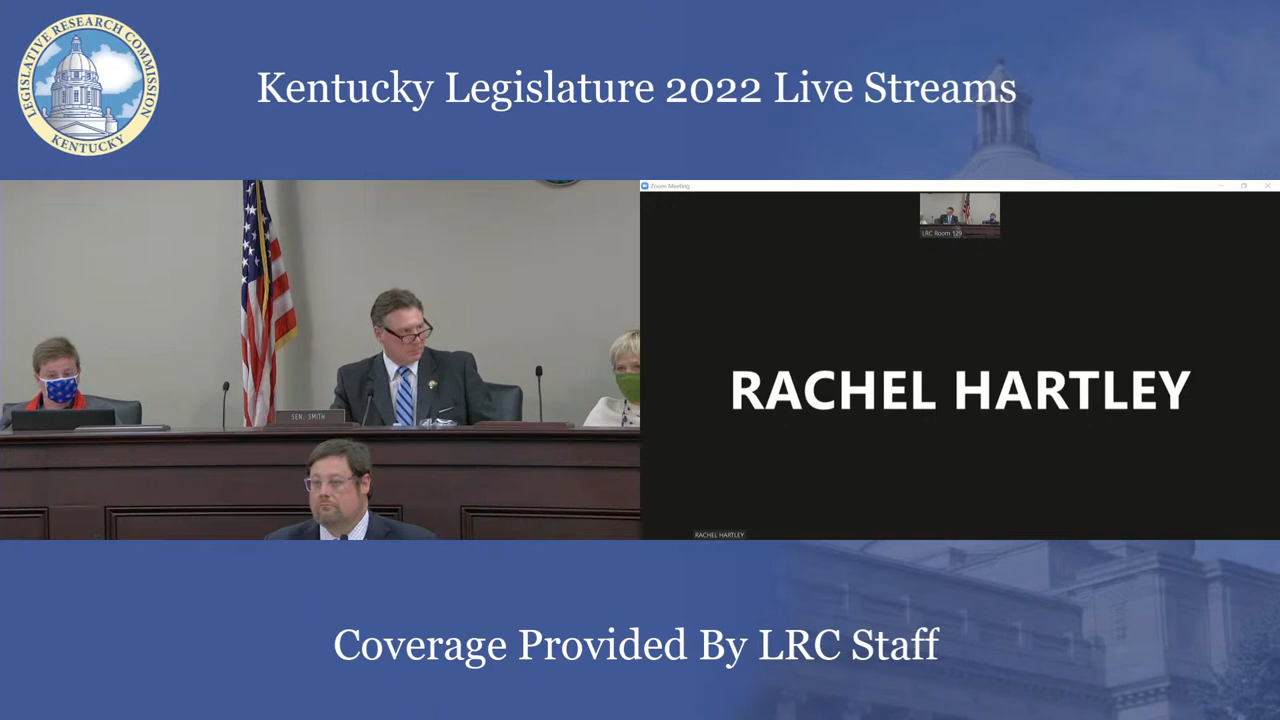 LEGISLATIVE RESEARCH COMMISSION
KENTUCKY
Kentucky Legislature 2022 Live Streams
Zoom Meeting
LRC Room 129
SEN. SMITH
RACHEL HARTLEY
RACHEL HARTLEY
Coverage Provided By LRC Staff